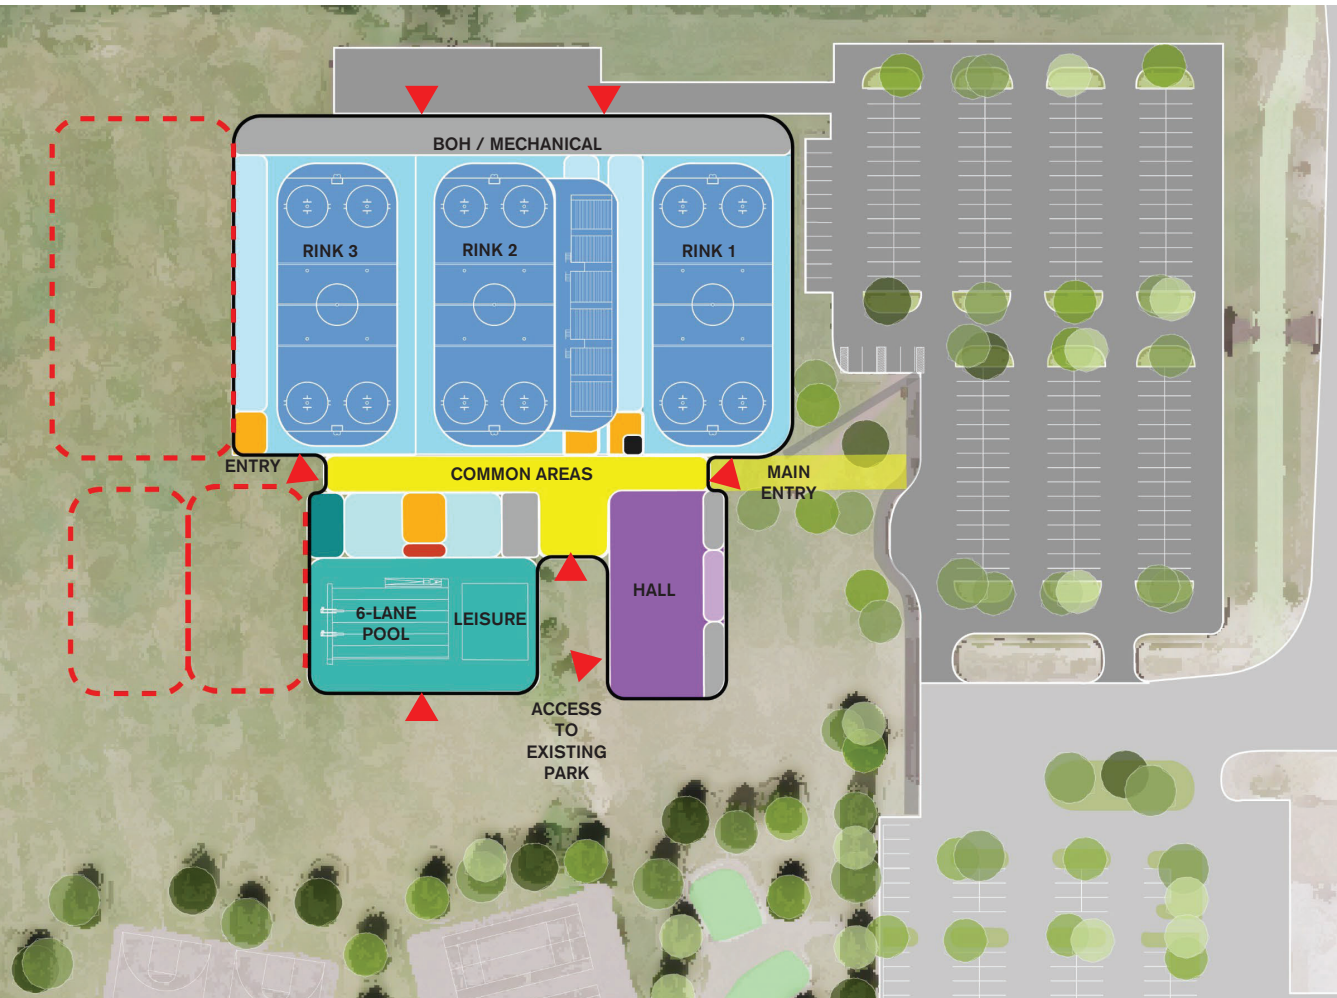 BOH / MECHANICAL
RINK 3
RINK 2
RINK 1
ENTRY
COMMON AREAS
MAIN
ENTRY
HALL
6-LANE
POOL
LEISURE
ACCESS
TO
EXISTING
PARK